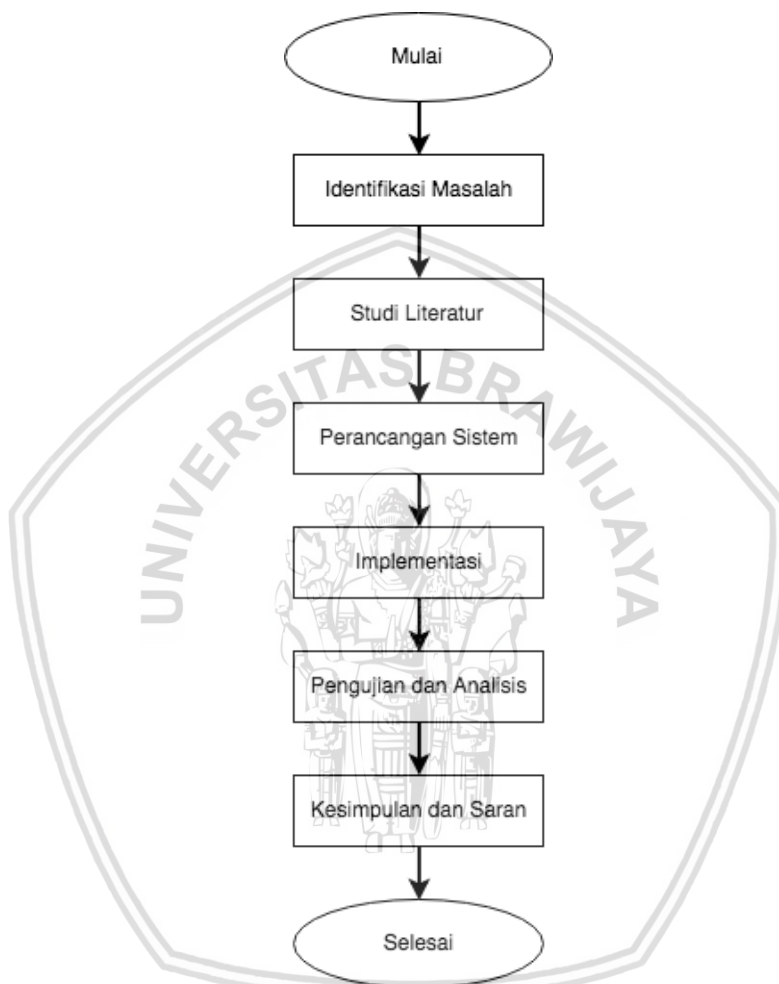 Mulai
Identifikasi Masalah
Studi Literatur
UNIVERSITAS BRAWIJAYA
Perancangan Sistem
Implementasi
Pengujian dan Analisis
Kesimpulan dan Saran
Selesai